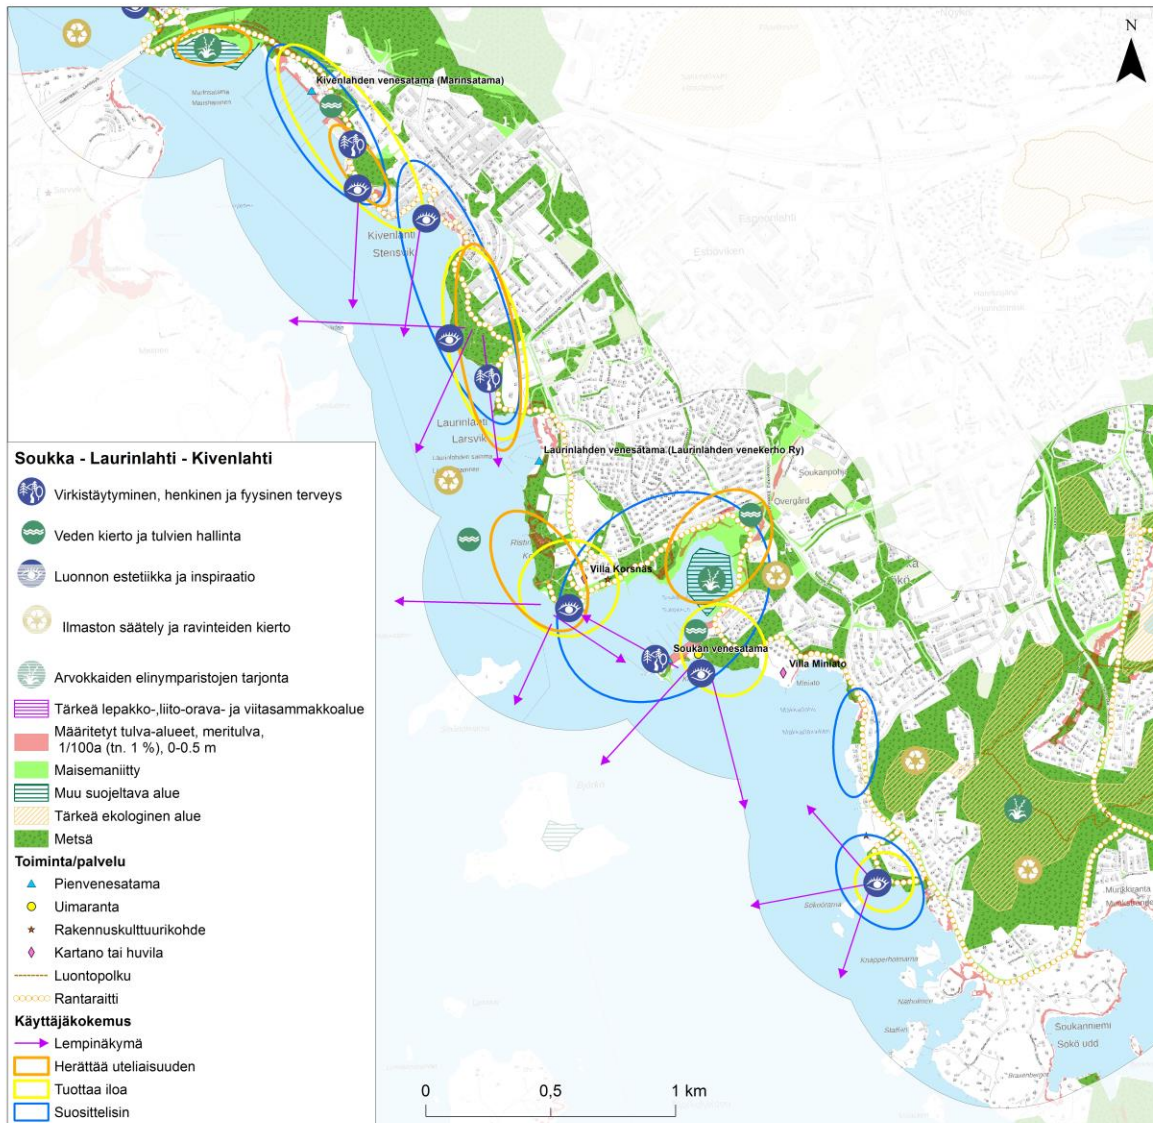 N
Kivenlahden venesatama (Marinsatama)
Kivenlahti
Stensvik
Laurinlahti
Larsvik
Laurinlahden venesatama (Laurinlahden venekerho Ry)
Soukanpohja
Övergård
Villa Korsnäs
Soukan venesatama
Villa Miniato
Miniato
Soukanniemi
Sökö udd
Soukka - Laurinlahti - Kivenlahti
Virkistäytyminen, henkinen ja fyysinen terveys
Veden kierto ja tulvien hallinta
Luonnon estetiikka ja inspiraatio
Ilmaston säätely ja ravinteiden kierto
Arvokkaiden elinymparistojen tarjonta
Tärkeä lepakko-,liito-orava- ja viitasammakkoalue
Määritetyt tulva-alueet, meritulva,
1/100a (tn. 1 %), 0-0.5 m
Maisemaniitty
Muu suojeltava alue
Tärkeä ekologinen alue
Metsä
Toiminta/palvelu
Pienvenesatama
Uimaranta
Rakennuskulttuurikohde
Kartano tai huvila
Luontopolku
Rantaraitti
Käyttäjäkokemus
Lempinäkymä
Herättää uteliaisuuden
Tuottaa iloa
Suosittelisin
0 0,5 1 km